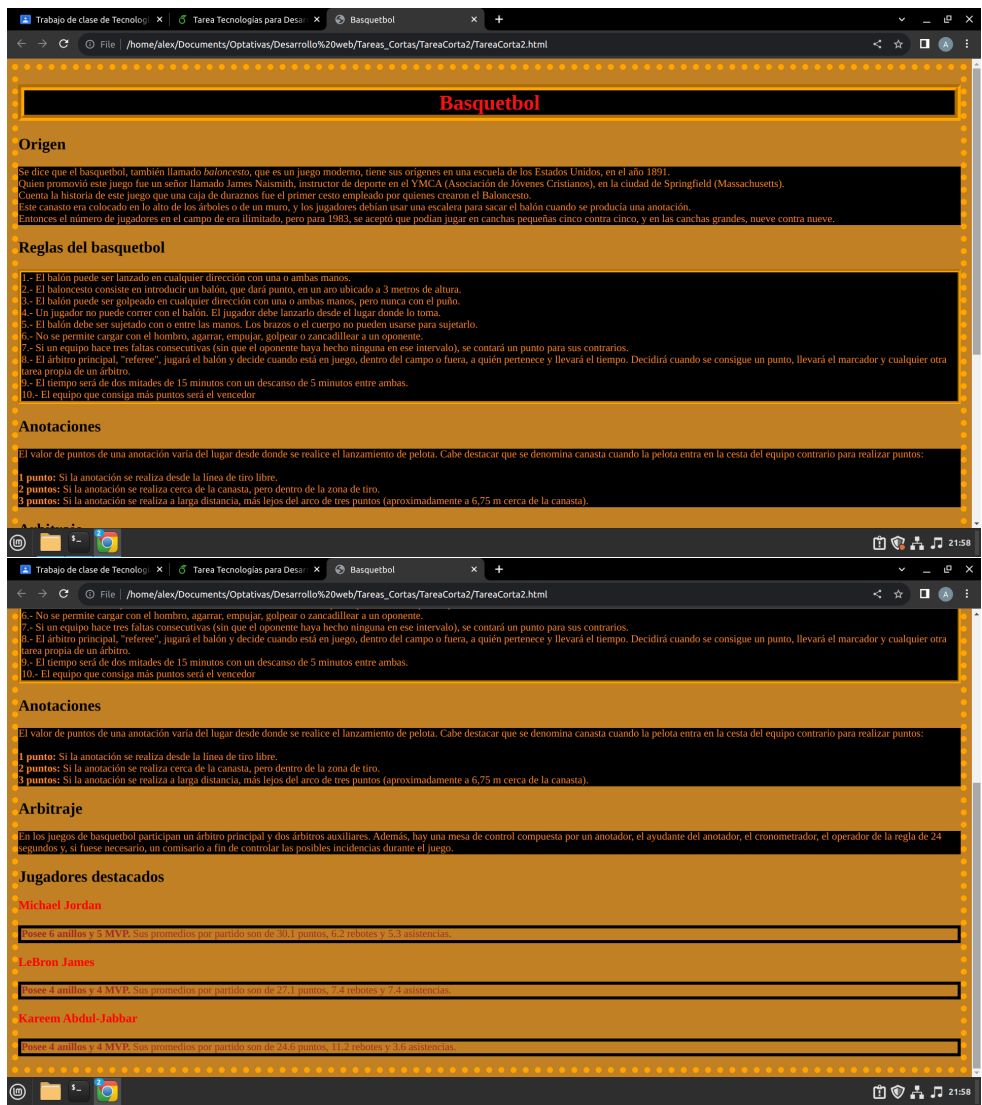 Trabajo de clase de Tecnologí
Tarea Tecnologías para Desar
Basquetbol
File
/home/alex/Documents/Optativas/Desarrollo%20web/Tareas_Cortas/TareaCorta2/TareaCorta2.html
A
Basquetbol
Origen
Se dice que el basquetbol, también llamado baloncesto, que es un juego moderno, tiene sus orígenes en una escuela de los Estados Unidos, en el año 1891.
Quien promovió este juego fue un señor llamado James Naismith, instructor de deporte en el YMCA (Asociación de Jóvenes Cristianos), en la ciudad de Springfield (Massachusetts).
Cuenta la historia de este juego que una caja de duraznos fue el primer cesto empleado por quienes crearon el Baloncesto.
Este canasto era colocado en lo alto de los árboles o de un muro, y los jugadores debían usar una escalera para sacar el balón cuando se producía una anotación.
Entonces el número de jugadores en el campo de era ilimitado, pero para 1983, se aceptó que podían jugar en canchas pequeñas cinco contra cinco, y en las canchas grandes, nueve contra nueve.
Reglas del basquetbol
1.- El balón puede ser lanzado en cualquier dirección con una o ambas manos.
2.- El baloncesto consiste en introducir un balón, que dará punto, en un aro ubicado a 3 metros de altura.
3.- El balón puede ser golpeado en cualquier dirección con una o ambas manos, pero nunca con el puño.
4.- Un jugador no puede correr con el balón. El jugador debe lanzarlo desde el lugar donde lo toma.
5.- El balón debe ser sujetado con o entre las manos. Los brazos o el cuerpo no pueden usarse para sujetarlo.
6.- No se permite cargar con el hombro, agarrar, empujar, golpear o zancadillear a un oponente.
7.- Si un equipo hace tres faltas consecutivas (sin que el oponente haya hecho ninguna en ese intervalo), se contará un punto para sus contrarios.
8.- El árbitro principal, "referee", jugará el balón y decide cuando está en juego, dentro del campo o fuera, a quién pertenece y llevará el tiempo. Decidirá cuando se consigue un punto, llevará el marcador y cualquier otra
tarea propia de un árbitro.
9.- El tiempo será de dos mitades de 15 minutos con un descanso de 5 minutos entre ambas.
10.- El equipo que consiga más puntos será el vencedor
Anotaciones
El valor de puntos de una anotación varía del lugar desde donde se realice el lanzamiento de pelota. Cabe destacar que se denomina canasta cuando la pelota entra en la cesta del equipo contrario para realizar puntos:
1 punto: Si la anotación se realiza desde la línea de tiro libre.
2 puntos: Si la anotación se realiza cerca de la canasta, pero dentro de la zona de tiro.
3 puntos: Si la anotación se realiza a larga distancia, más lejos del arco de tres puntos (aproximadamente a 6,75 m cerca de la canasta).
Arbitraje
2
21:58
Trabajo de clase de Tecnologí
Tarea Tecnologías para Desar
Basquetbol
File
/home/alex/Documents/Optativas/Desarrollo%20web/Tareas_Cortas/TareaCorta2/TareaCorta2.html
A
6.- No se permite cargar con el hombro, agarrar, empujar, golpear o zancadillear a un oponente.
7.- Si un equipo hace tres faltas consecutivas (sin que el oponente haya hecho ninguna en ese intervalo), se contará un punto para sus contrarios.
8.- El árbitro principal, "referee", jugará el balón y decide cuando está en juego, dentro del campo o fuera, a quién pertenece y llevará el tiempo. Decidirá cuando se consigue un punto, llevará el marcador y cualquier otra
tarea propia de un árbitro.
9.- El tiempo será de dos mitades de 15 minutos con un descanso de 5 minutos entre ambas.
10.- El equipo que consiga más puntos será el vencedor
Anotaciones
El valor de puntos de una anotación varía del lugar desde donde se realice el lanzamiento de pelota. Cabe destacar que se denomina canasta cuando la pelota entra en la cesta del equipo contrario para realizar puntos:
1 punto: Si la anotación se realiza desde la línea de tiro libre.
2 puntos: Si la anotación se realiza cerca de la canasta, pero dentro de la zona de tiro.
3 puntos: Si la anotación se realiza a larga distancia, más lejos del arco de tres puntos (aproximadamente a 6,75 m cerca de la canasta).
Arbitraje
En los juegos de basquetbol participan un árbitro principal y dos árbitros auxiliares. Además, hay una mesa de control compuesta por un anotador, el ayudante del anotador, el cronometrador, el operador de la regla de 24
segundos y, si fuese necesario, un comisario a fin de controlar las posibles incidencias durante el juego.
Jugadores destacados
Michael Jordan
Posee 6 anillos y 5 MVP. Sus promedios por partido son de 30.1 puntos, 6.2 rebotes y 5.3 asistencias.
LeBron James
Posee 4 anillos y 4 MVP. Sus promedios por partido son de 27.1 puntos, 7.4 rebotes y 7.4 asistencias.
Kareem Abdul-Jabbar
Posee 4 anillos y 4 MVP. Sus promedios por partido son de 24.6 puntos, 11.2 rebotes y 3.6 asistencias.
2
21:58